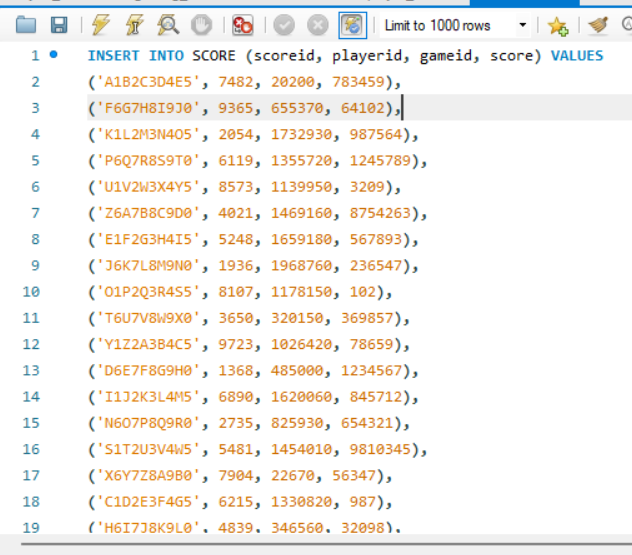 Limit to 1000 rows
1 INSERT INTO SCORE (scoreid, playerid, gameid, score) VALUES
2 ('A1B2C3D4E5', 7482, 20200, 783459),
3 ('F6G7H8I9J0', 9365, 655370, 64102),
4 ('K1L2M3N4O5', 2054, 1732930, 987564),
5 ('P6Q7R8S9T0', 6119, 1355720, 1245789),
6 ('U1V2W3X4Y5', 8573, 1139950, 3209),
7 ('Z6A7B8C9D0', 4021, 1469160, 8754263),
8 ('E1F2G3H4I5', 5248, 1659180, 567893),
9 ('J6K7L8M9N0', 1936, 1968760, 236547),
10 ('O1P2Q3R4S5', 8107, 1178150, 102),
11 ('T6U7V8W9X0', 3650, 320150, 369857),
12 ('Y1Z2A3B4C5', 9723, 1026420, 78659),
13 ('D6E7F8G9H0', 1368, 485000, 1234567),
14 ('I1J2K3L4M5', 6890, 1620060, 845712),
15 ('N6O7P8Q9R0', 2735, 825930, 654321),
16 ('S1T2U3V4W5', 5481, 1454010, 9810345),
17 ('X6Y7Z8A9B0', 7904, 22670, 56347),
18 ('C1D2E3F4G5', 6215, 1330820, 987),
19 ('H6I7J8K9L0', 4839, 346560, 32098),